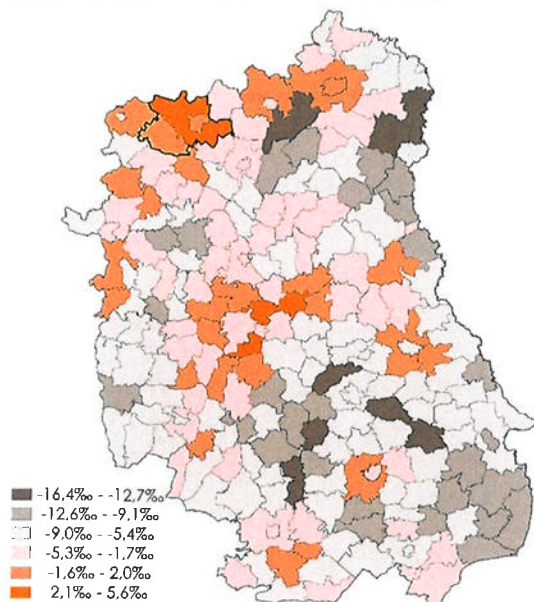 -16,4‰ - -12,7‰
-12,6‰ - -9,1‰
-9,0‰ - -5,4‰
-5,3‰ - -1,7‰
-1,6‰ - 2,0‰
2,1‰ - 5,6‰